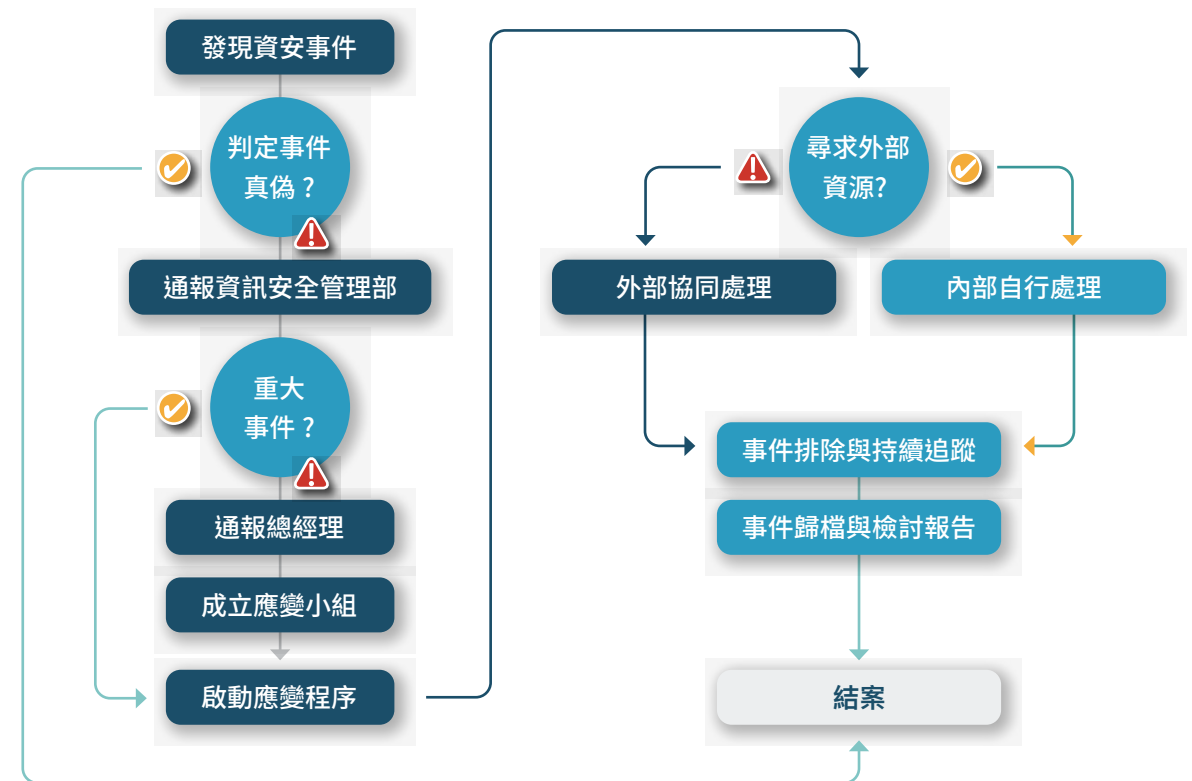 發現資安事件
判定事件
真偽？
通報資訊安全管理部
重大
事件？
通報總經理
成立應變小組
啟動應變程序
尋求外部
資源?
外部協同處理
內部自行處理
事件排除與持續追蹤
事件歸檔與檢討報告
結案